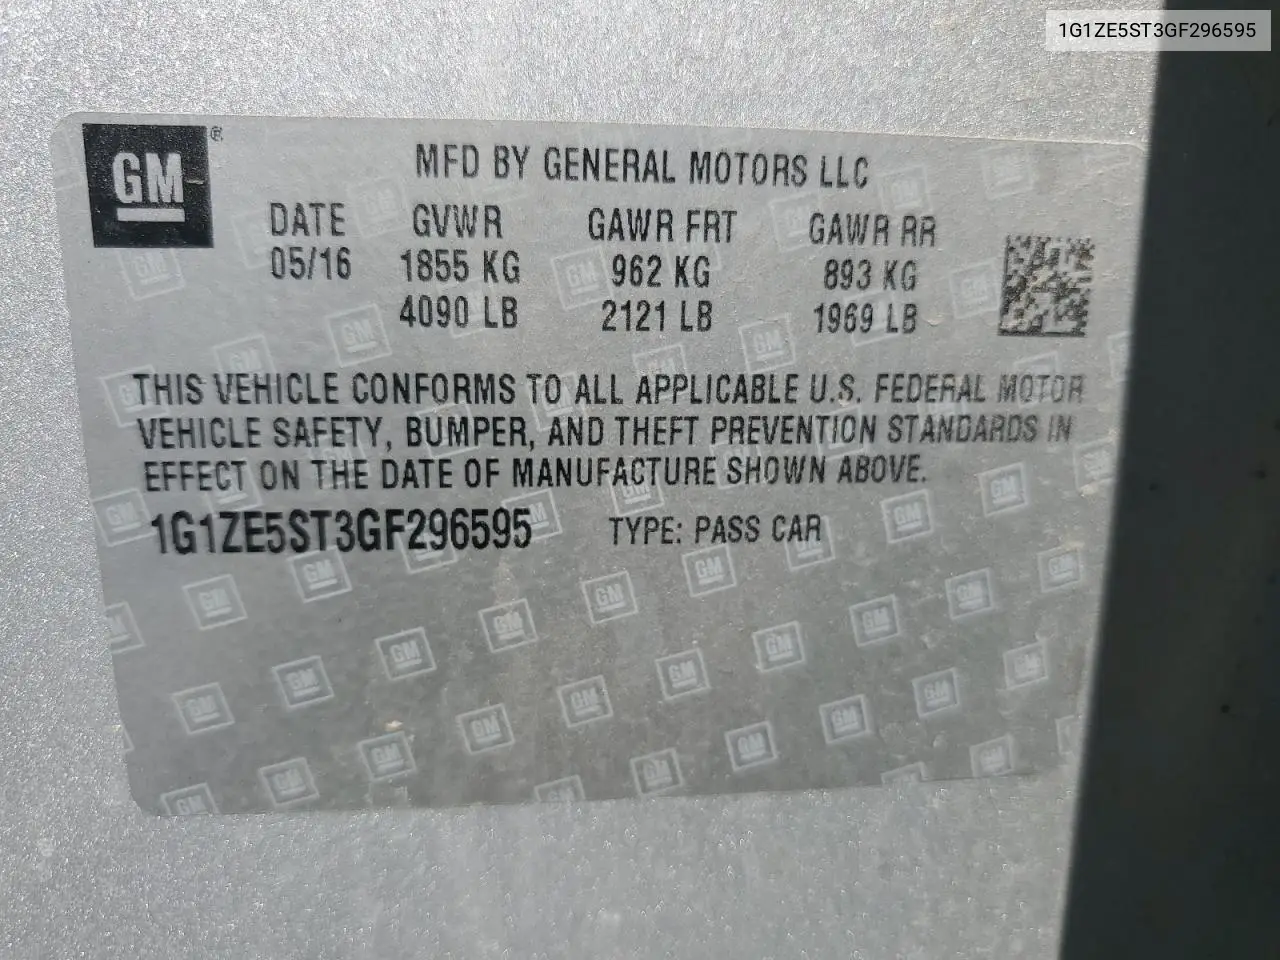 1G1ZE5ST3GF296595
GM ®
MFD BY GENERAL MOTORS LLC
DATE GVWR GAWR FRT GAWR RR
05/16 1855 KG 962 KG 893 KG
4090 LB 2121 LB 1969 LB
THIS VEHICLE CONFORMS TO ALL APPLICABLE U.S. FEDERAL MOTOR
VEHICLE SAFETY, BUMPER, AND THEFT PREVENTION STANDARDS IN
EFFECT ON THE DATE OF MANUFACTURE SHOWN ABOVE.
1G1ZE5ST3GF296595 TYPE: PASS CAR